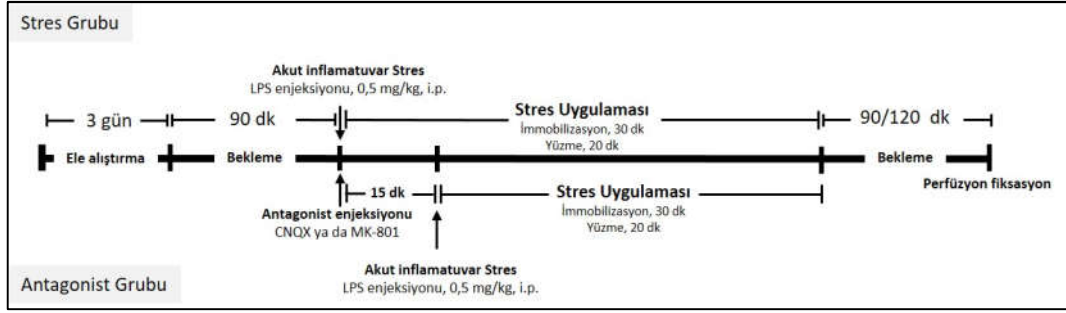 Stres Grubu
Akut inflamatuvar Stres
LPS enjeksiyonu, 0,5 mg/kg, i.p.
3 gün
90 dk
Stres Uygulaması
İmmobilizasyon, 30 dk
Yüzme, 20 dk
90/120 dk
Ele alıştırma
Bekleme
Bekleme
Perfüzyon fiksasyon
15 dk
Stres Uygulaması
İmmobilizasyon, 30 dk
Yüzme, 20 dk
Antagonist enjeksiyonu
CNQX ya da MK-801
Akut inflamatuvar Stres
LPS enjeksiyonu, 0,5 mg/kg, i.p.
Antagonist Grubu